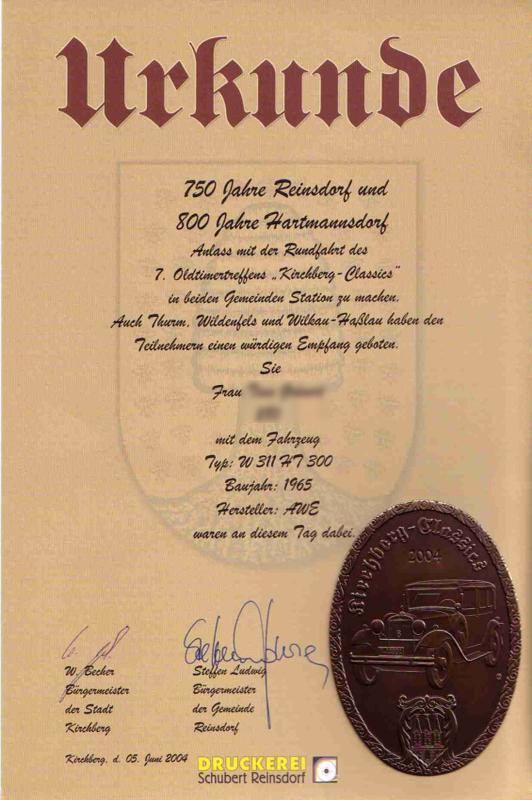 Urkunde
750 Jahre Reinsdorf und
800 Jahre Hartmannsdorf
Anlass mit der Rundfahrt des
7. Oldtimertreffens „Kirchberg-Classics"
in beiden Gemeinden Station zu machen.
Auch Thurm, Wildenfels und Wilkau-Haßlau haben den
Teilnehmern einen würdigen Empfang geboten.
Sie
Frau
mit dem Fahrzeug
Typ: W 311 HT 300
Baujahr: 1965
Hersteller: AWE
waren an diesem Tag dabei.
Kirchberg-Classics
2004
W. Becher
Bürgermeister
der Stadt
Kirchberg
Steffen Ludwig
Bürgermeister
der Gemeinde
Reinsdorf
Kirchberg, d. 05. Juni 2004
DRUCKEREI
Schubert Reinsdorf